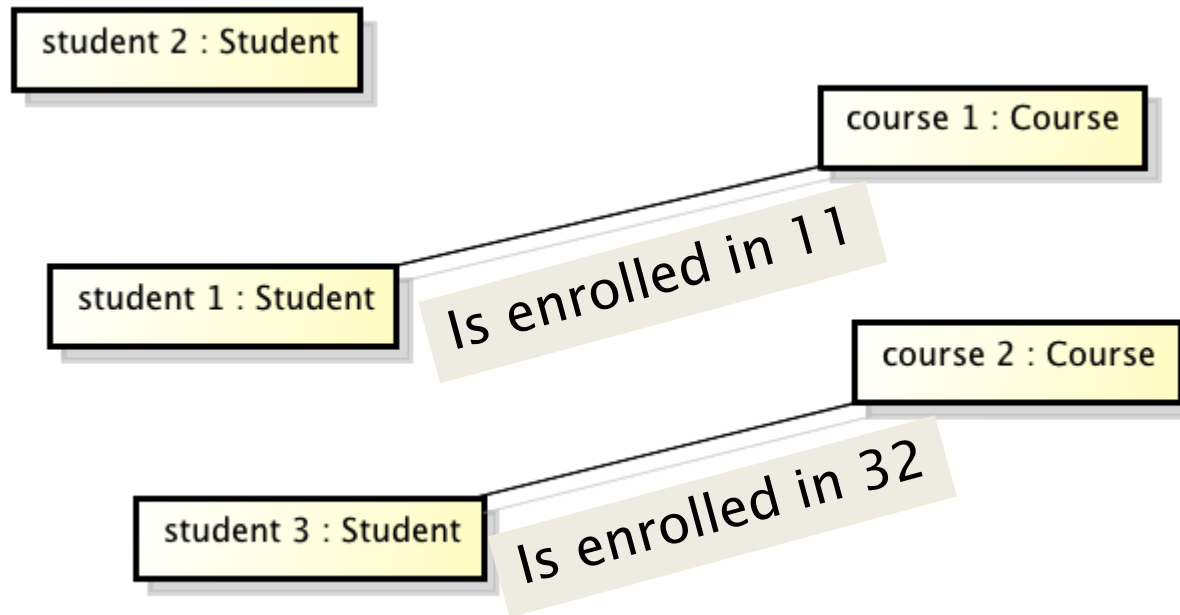 student 2 : Student
course 1 : Course
Is enrolled in 11
student 1 : Student
course 2 : Course
Is enrolled in 32
student 3 : Student